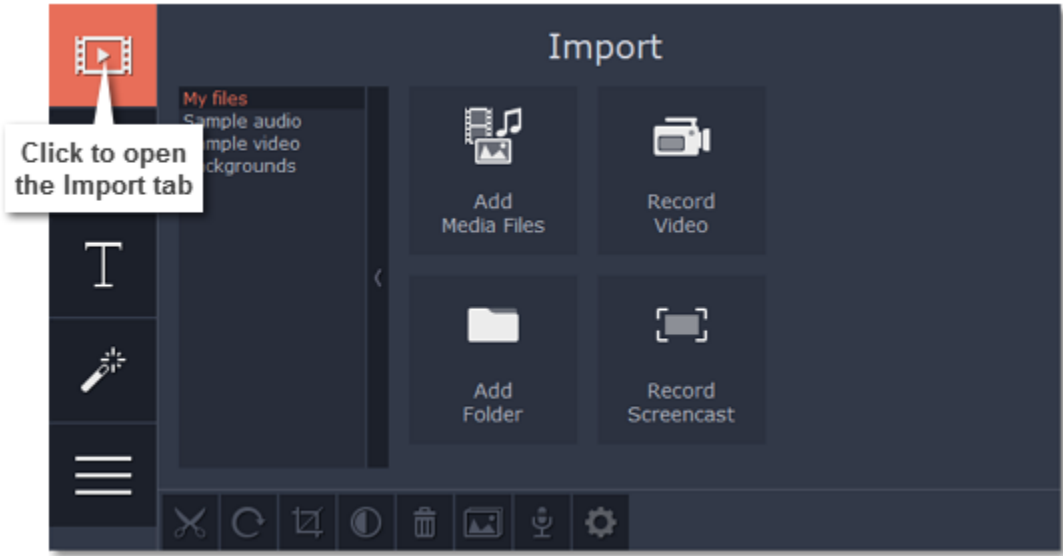 Import
My files
Sample audio
mple video
ckgrounds
Click to open
the Import tab
Add
Media Files
Record
Video
T
Add
Folder
Record
Screencast